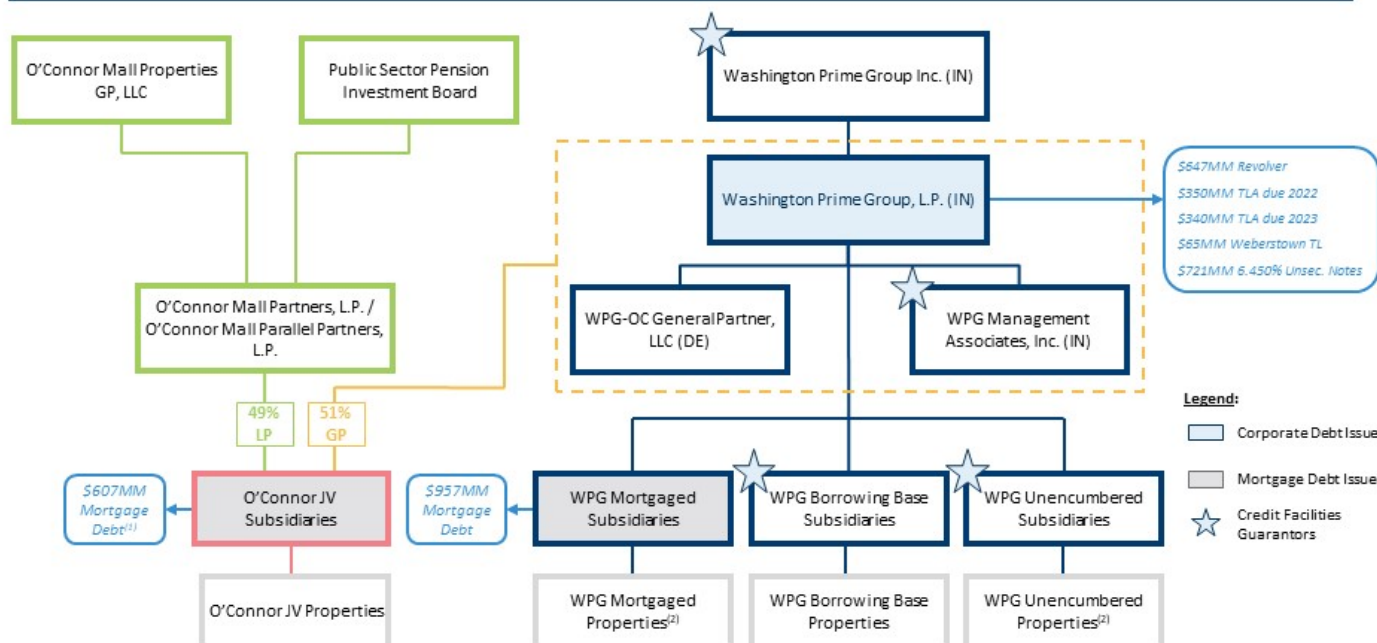 O'Connor Mall Properties
GP, LLC
Public Sector Pension
Investment Board
Washington Prime Group Inc. (IN)
Washington Prime Group, L.P. (IN)
$647MM Revolver
$350MM TLA due 2022
$340MM TLA due 2023
$65MM Weberstown TL
$721MM 6.450% Unsec. Notes
O'Connor Mall Partners, L.P. /
O'Connor Mall Parallel Partners,
L.P.
WPG-OC General Partner,
LLC (DE)
WPG Management
Associates, Inc. (IN)
49%
LP
51%
GP
Legend:
Corporate Debt Issue
Mortgage Debt Issue
Credit Facilities
Guarantors
$607MM
Mortgage
Debt(1)
O'Connor JV
Subsidiaries
$957MM
Mortgage
Debt
WPG Mortgaged
Subsidiaries
WPG Borrowing Base
Subsidiaries
WPG Unencumbered
Subsidiaries
O'Connor JV Properties
WPG Mortgaged
Properties(2)
WPG Borrowing Base
Properties
WPG Unencumbered
Properties(2)